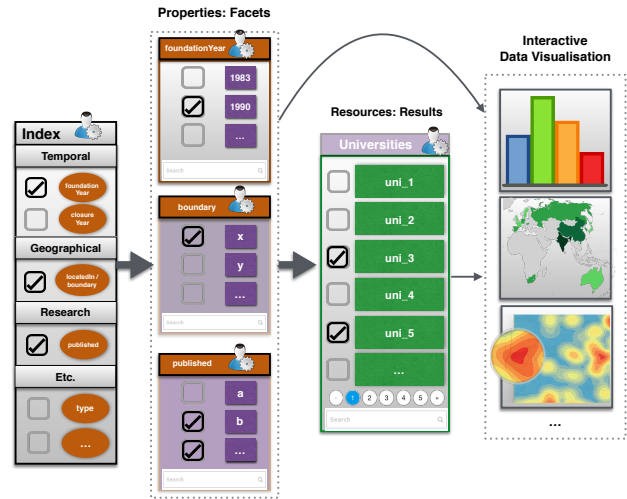 Properties: Facets
Interactive
Data Visualisation
foundationYear
1983
1990
...
Search
Resources: Results
Index
Temporal
foundation
Year
closure
Year
Geographical
locatedIn /
boundary
Research
published
Etc.
type
...
boundary
x
y
...
Search
published
a
b
...
Search
Universities
uni_1
uni_2
uni_3
uni_4
uni_5
...
1 2 3 4 5 »
Search
...